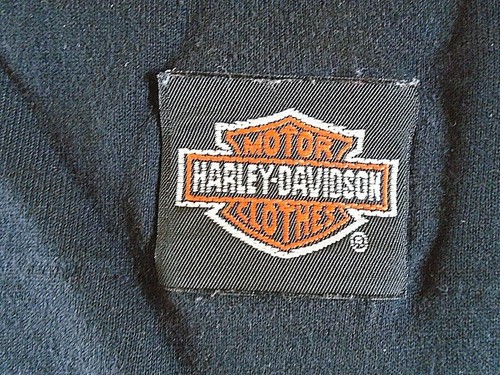 MOTOR
HARLEY-DAVIDSON
CLOTHES
®